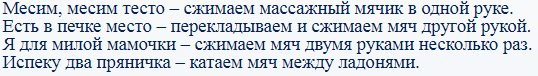 Месим, месим тесто – сжимаем массажный мячик в одной руке.
Есть в печке место – перекладываем и сжимаем мяч другой рукой.
Я для милой мамочки – сжимаем мяч двумя руками несколько раз.
Испеку два пряничка – катаем мяч между ладонями.